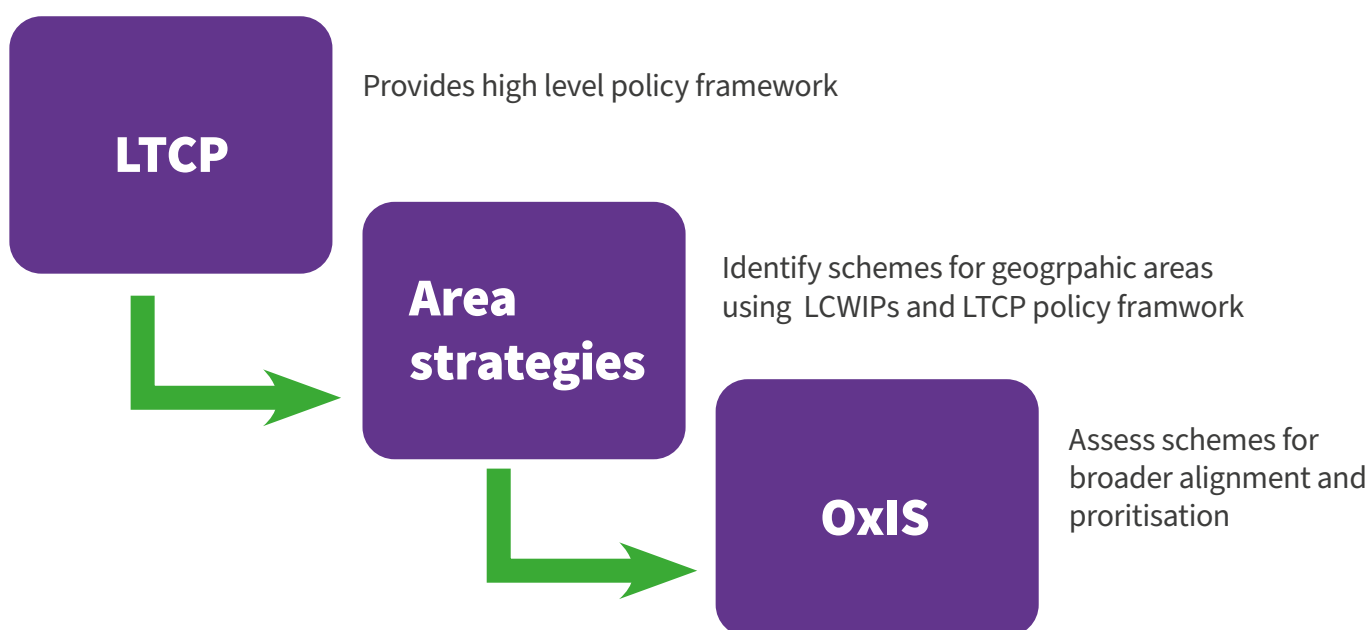 LTCP
Provides high level policy framework
Area
strategies
Identify schemes for geogrpahic areas
using  LCWIPs and LTCP policy framwork
OxIS
Assess schemes for
broader alignment and
proritisation